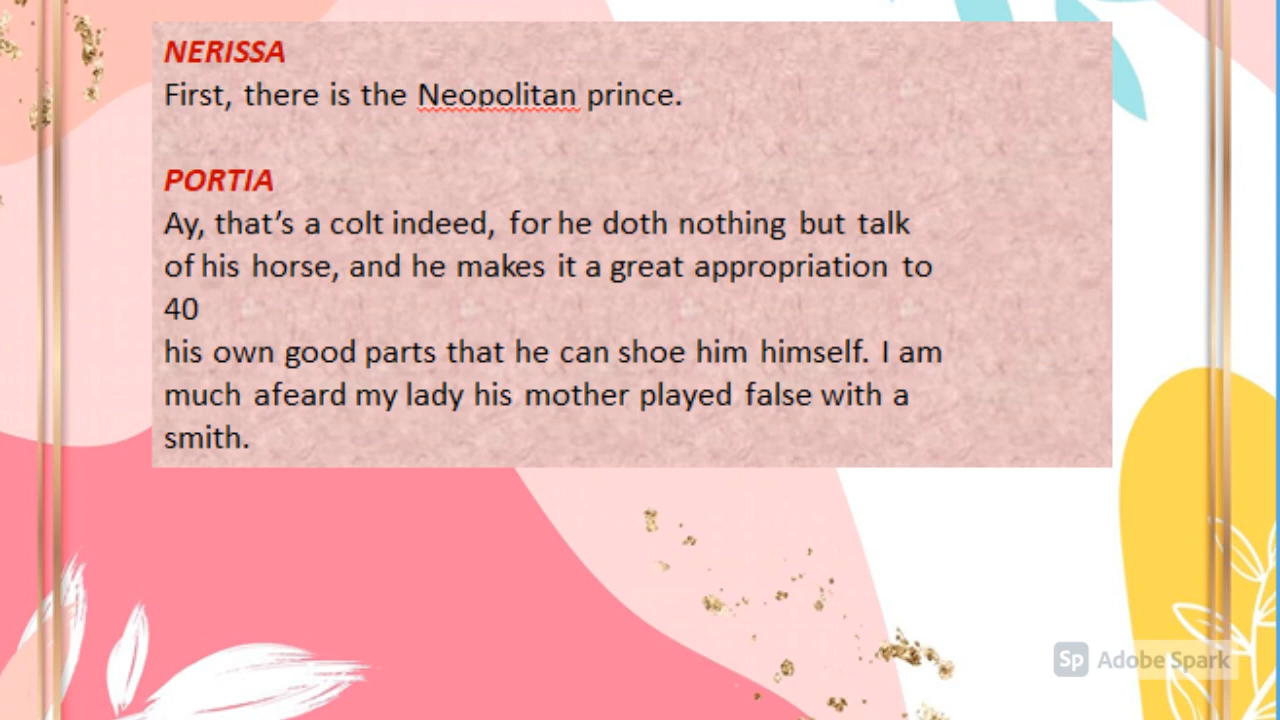 NERISSA
First, there is the Neopolitan prince.
PORTIA
Ay, that’s a colt indeed, for he doth nothing but talk
of his horse, and he makes it a great appropriation to
40
his own good parts that he can shoe him himself. I am
much afeard my lady his mother played false with a
smith.
Sp Adobe Spark